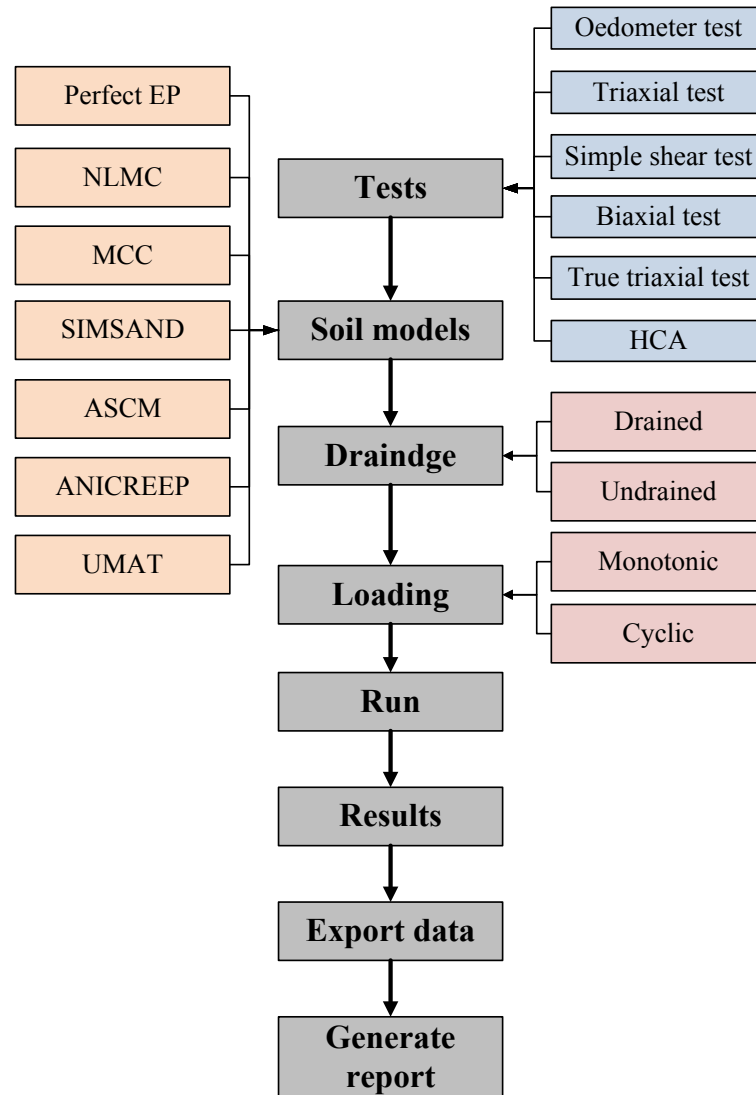 Perfect EP
NLMC
MCC
SIMSAND
ASCM
ANICREEP
UMAT
Tests
Soil models
Draindge
Loading
Run
Results
Export data
Generate
report
Oedometer test
Triaxial test
Simple shear test
Biaxial test
True triaxial test
HCA
Drained
Undrained
Monotonic
Cyclic